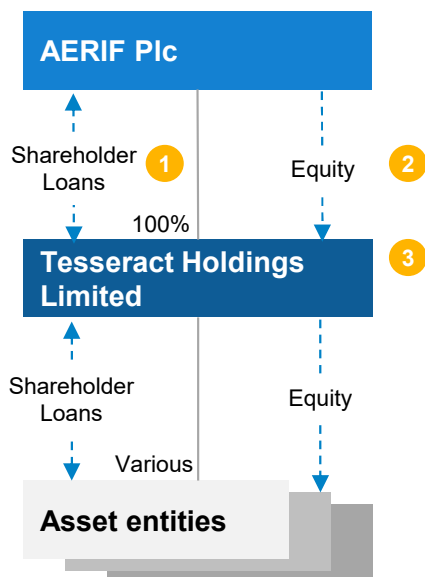 AERIF Plc
Shareholder
Loans
1
Equity
2
100%
Tesseract Holdings
Limited
3
Shareholder
Loans
Equity
Various
Asset entities